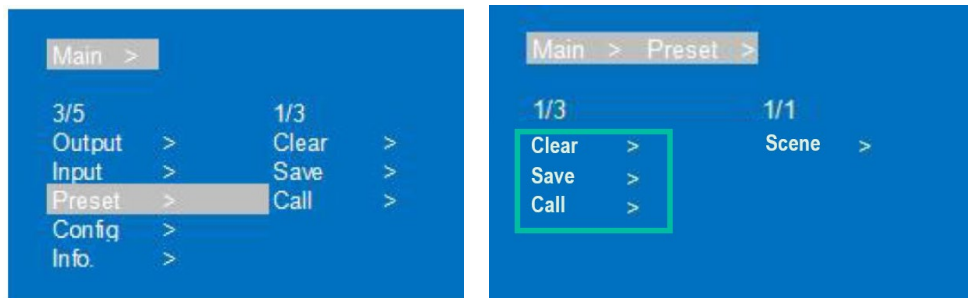 Main >
3/5 1/3
Output > Clear >
Input > Save >
Preset > Call >
Config >
Info. >
Main > Preset >
1/3 1/1
Clear > Scene >
Save >
Call >